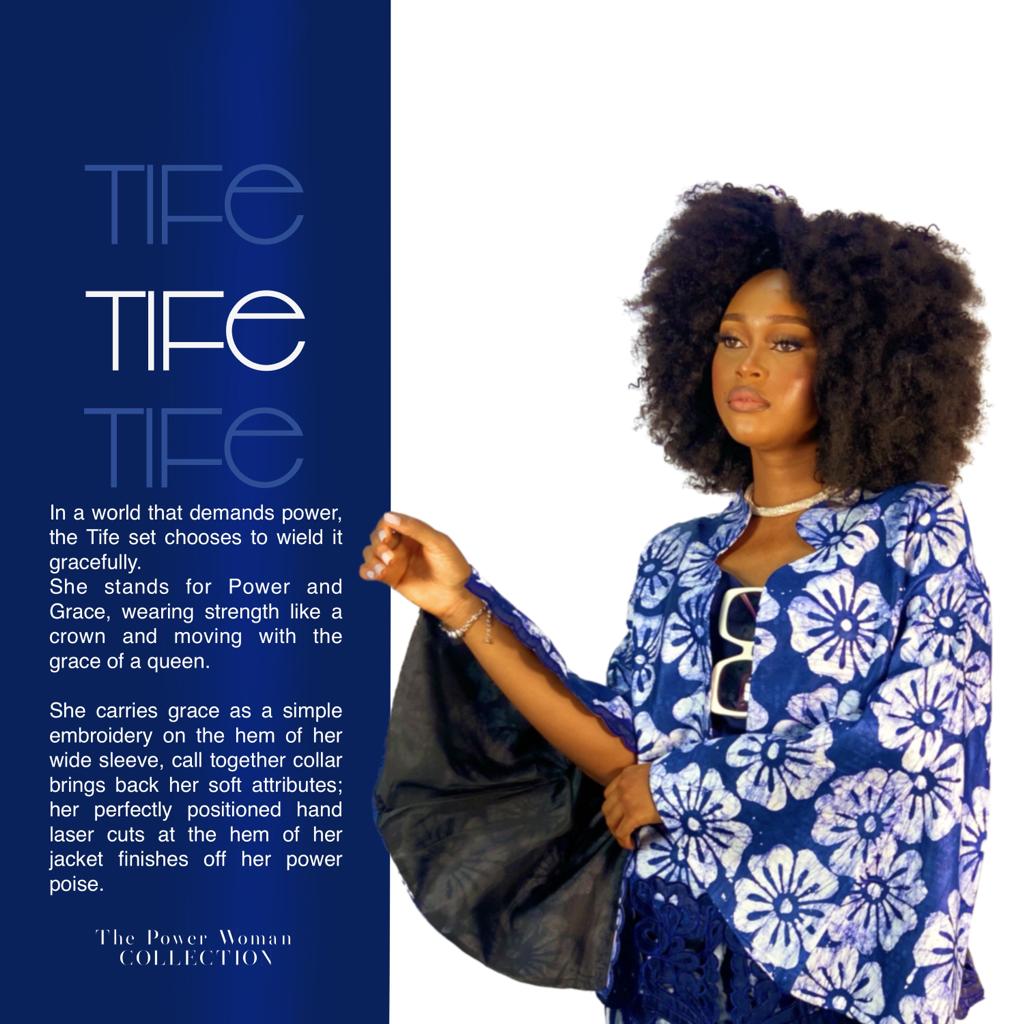 TIFe
TIFe
TIFe
In a world that demands power,
the Tife set chooses to wield it
gracefully.
She stands for Power and
Grace, wearing strength like a
crown and moving with the
grace of a queen.
She carries grace as a simple
embroidery on the hem of her
wide sleeve, call together collar
brings back her soft attributes;
her perfectly positioned hand
laser cuts at the hem of her
jacket finishes off her power
poise.
The Power Woman
COLLECTION